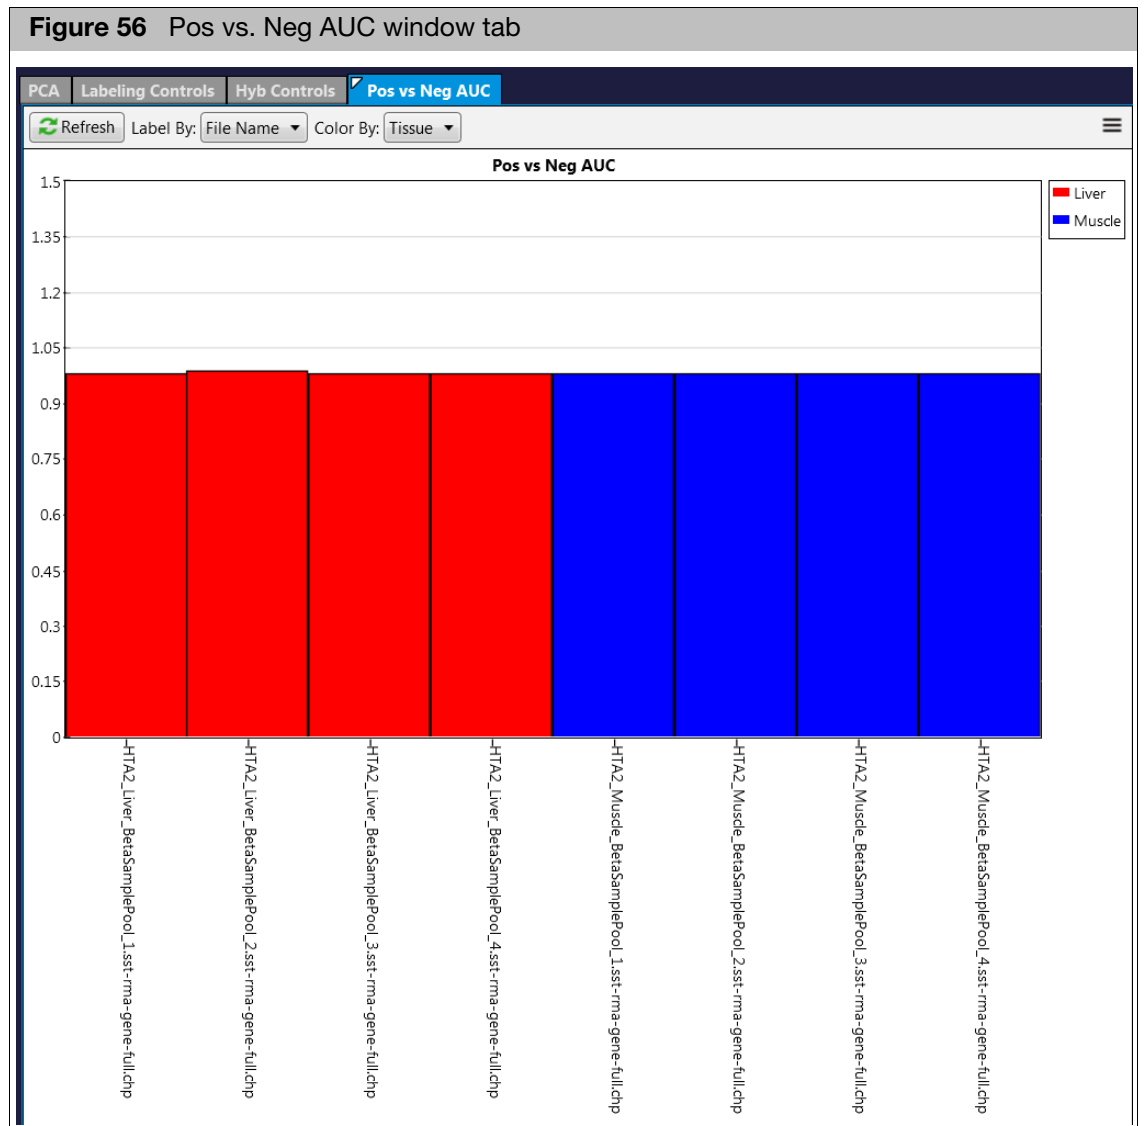 Figure 56 Pos vs. Neg AUC window tab
PCA Labeling Controls Hyb Controls Pos vs Neg AUC
Refresh Label By: File Name Color By: Tissue
Pos vs Neg AUC
1.5
1.35
1.2
1.05
0.9
0.75
0.6
0.45
0.3
0.15
0
Liver
Muscle
HTA2_Liver_BetaSamplePool_1.sst-rma-gene-full.chp
HTA2_Liver_BetaSamplePool_2.sst-rma-gene-full.chp
HTA2_Liver_BetaSamplePool_3.sst-rma-gene-full.chp
HTA2_Liver_BetaSamplePool_4.sst-rma-gene-full.chp
HTA2_Muscle_BetaSamplePool_1.sst-rma-gene-full.chp
HTA2_Muscle_BetaSamplePool_2.sst-rma-gene-full.chp
HTA2_Muscle_BetaSamplePool_3.sst-rma-gene-full.chp
HTA2_Muscle_BetaSamplePool_4.sst-rma-gene-full.chp